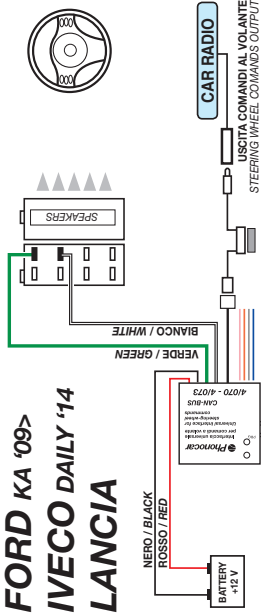 FORD KA '09>
IVECO DAILY '14
LANCIA
SPEAKERS
CAR RADIO
USCITA COMANDI AL VOLANTE
STEERING WHEEL COMANDS OUTPUT
BIANCO / WHITE
VERDE / GREEN
NERO / BLACK
ROSSO / RED
BATTERY
+12 V
Phonocar
Interfaccia universale
per comandi a volante
Universal interface for
steering-wheel
commands
CAN-BUS
4/070 - 4/073